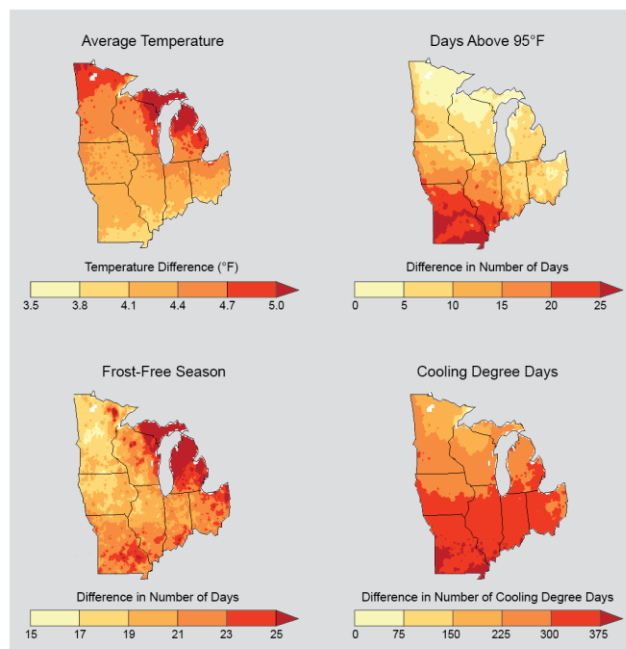 Average Temperature
Days Above 95°F
Temperature Difference (°F)
3.5 3.8 4.1 4.4 4.7 5.0
Difference in Number of Days
0 5 10 15 20 25
Frost-Free Season
Cooling Degree Days
Difference in Number of Days
15 17 19 21 23 25
Difference in Number of Cooling Degree Days
0 75 150 225 300 375